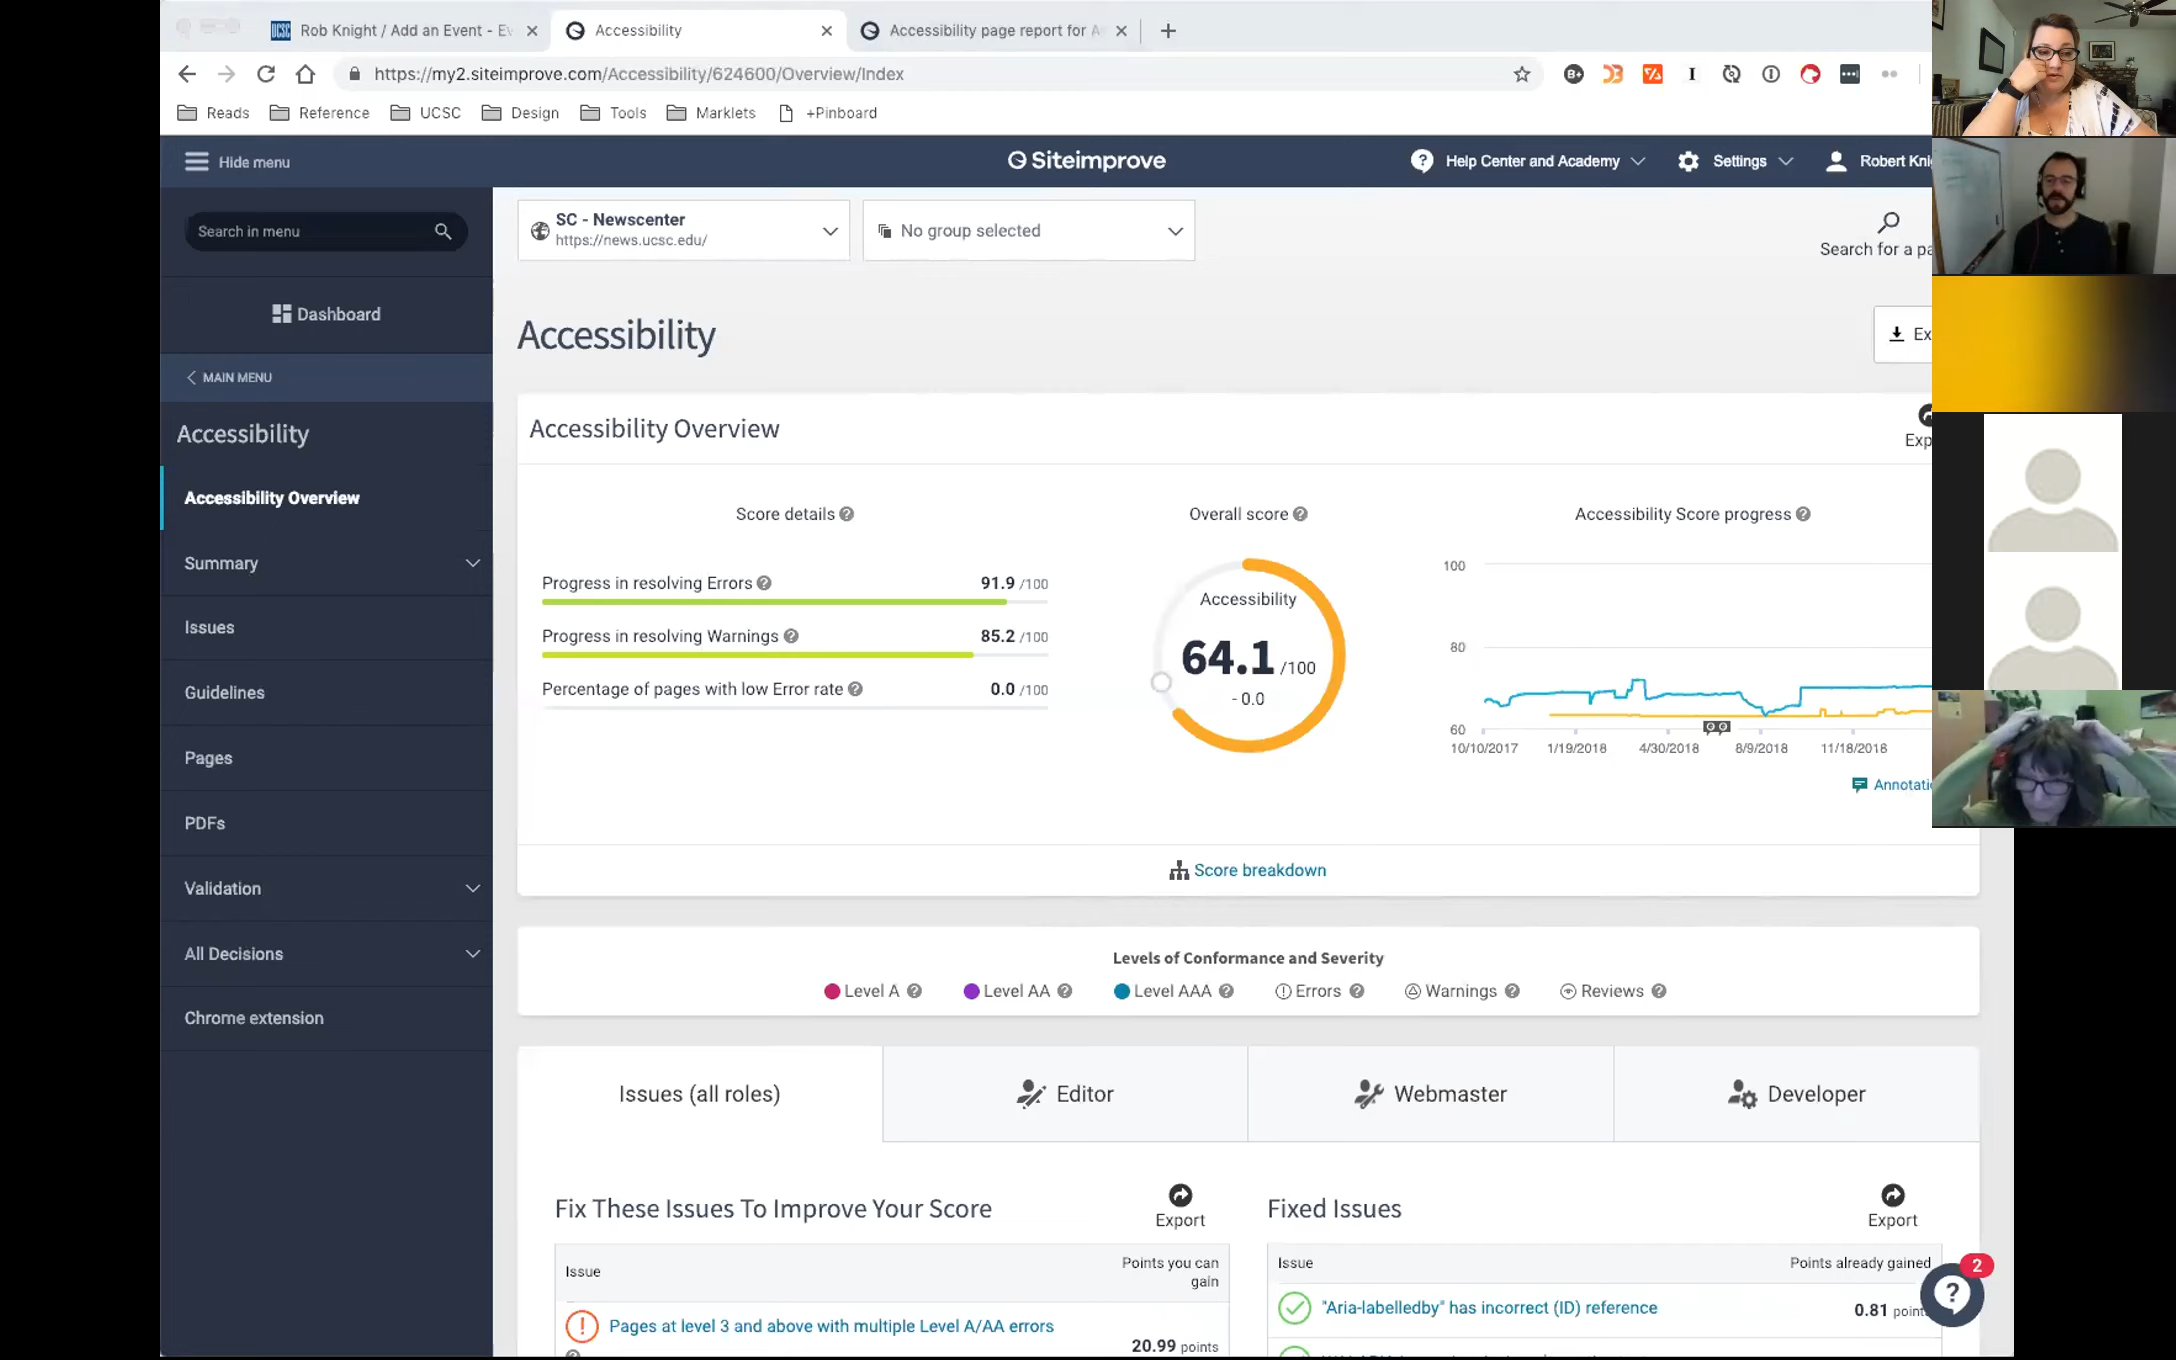 Rob Knight / Add an Event - Ev
Accessibility
Accessibility page report for A
https://my2.siteimprove.com/Accessibility/624600/Overview/Index
Reads
Reference
UCSC
Design
Tools
Marklets
+Pinboard
Hide menu
Siteimprove
Help Center and Academy
Settings
Robert Kni
Search in menu
SC - Newscenter
https://news.ucsc.edu/
No group selected
Search for a pa
Dashboard
MAIN MENU
Accessibility
Accessibility Overview
Summary
Issues
Guidelines
Pages
PDFs
Validation
All Decisions
Chrome extension
Accessibility
Ex
Accessibility Overview
Exp
Score details
Progress in resolving Errors 91.9 /100
Progress in resolving Warnings 85.2 /100
Percentage of pages with low Error rate 0.0 /100
Overall score
Accessibility
64.1 /100
- 0.0
Accessibility Score progress
100
80
60
10/10/2017 1/19/2018 4/30/2018 8/9/2018 11/18/2018
Annotati
Score breakdown
Levels of Conformance and Severity
Level A Level AA Level AAA Errors Warnings Reviews
Issues (all roles)
Editor
Webmaster
Developer
Fix These Issues To Improve Your Score
Export
Issue
Points you can
gain
Pages at level 3 and above with multiple Level A/AA errors
20.99 points
Fixed Issues
Export
Issue
Points already gained
"Aria-labelledby" has incorrect (ID) reference
0.81 point
2